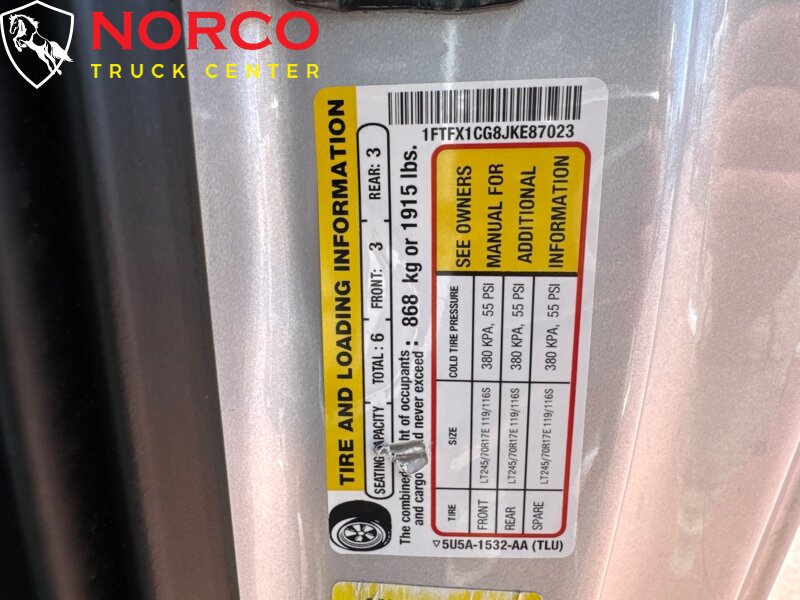 NORCO
TRUCK CENTER
TIRE AND LOADING INFORMATION
1FTFX1CG8JKE87023
SEATING CAPACITY TOTAL : 6 FRONT: 3 REAR: 3
The combined of occupants :
and cargo never exceed : 868 kg or 1915 lbs.
TIRE SIZE COLD TIRE PRESSURE
FRONT LT245/70R17E 119/116S 380 KPA, 55 PSI
REAR LT245/70R17E 119/116S 380 KPA, 55 PSI
SPARE LT245/70R17E 119/116S 380 KPA, 55 PSI
SEE OWNERS
MANUAL FOR
ADDITIONAL
INFORMATION
▽5U5A-1532-AA (TLU)